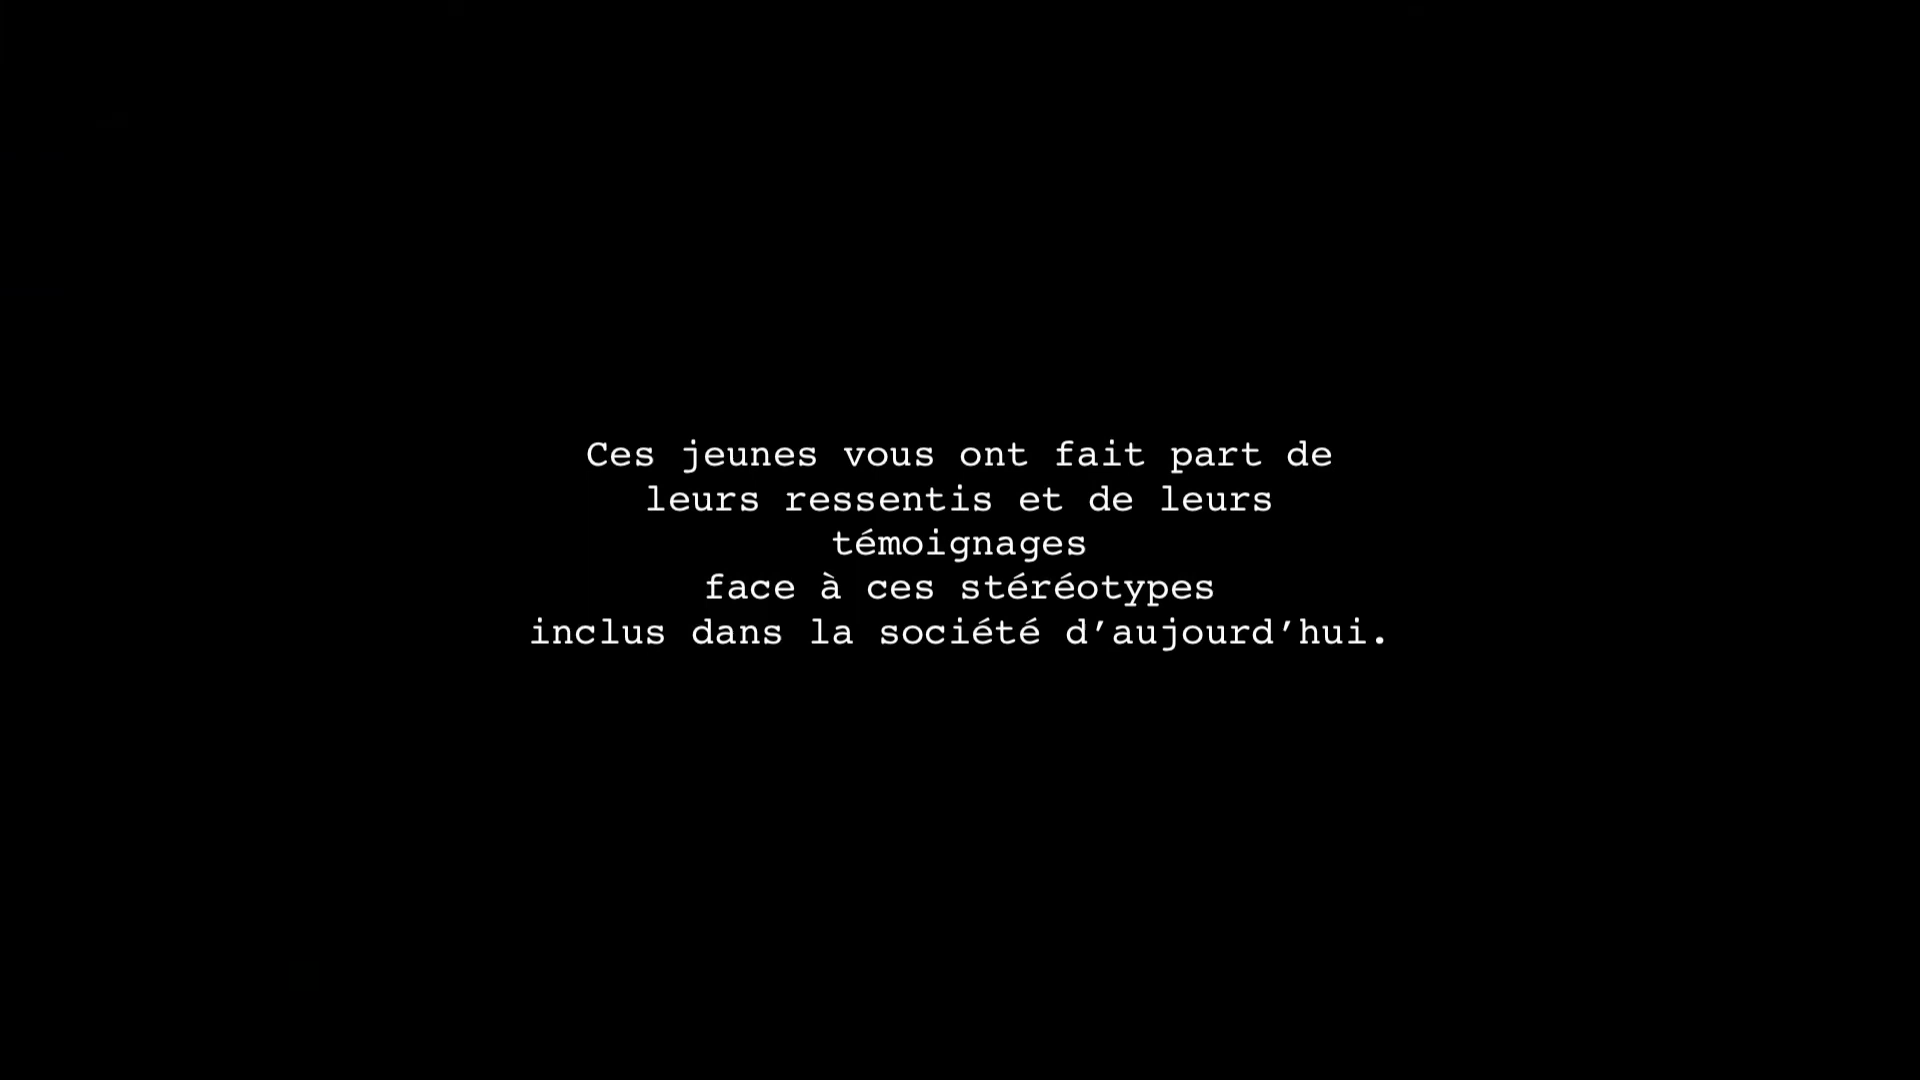 Ces jeunes vous ont fait part de
leurs ressentis et de leurs
témoignages
face à ces stéréotypes
inclus dans la société d’aujourd’hui.